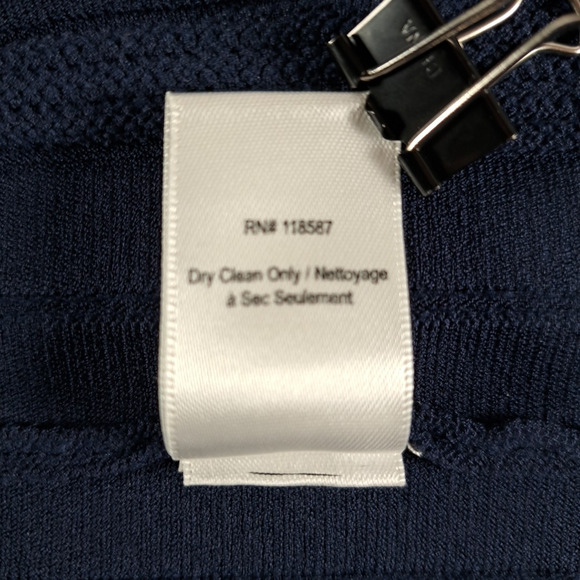 RN# 118587
Dry Clean Only / Nettoyage
à Sec Seulement